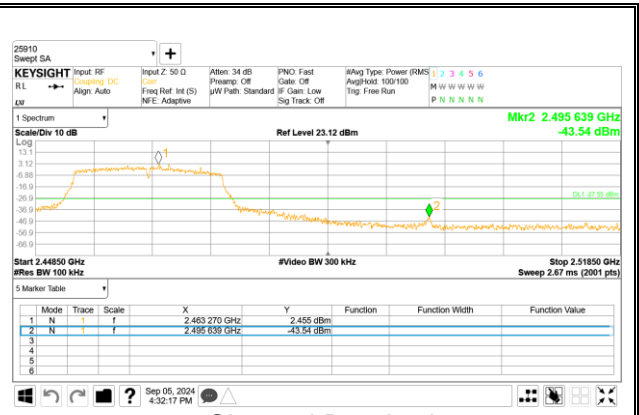 25910
Swept SA
KEYSIGHT Input: RF Input Z: 50 Ω Atten: 34 dB PNO: Fast #Avg Type: Power (RMS 1 2 3 4 5 6
R L Coupling: DC Corr Preamp: Off Gate: Off Avg|Hold: 100/100 M W W W W W
Align: Auto Freq Ref: Int (S) µW Path: Standard IF Gain: Low Trig: Free Run
LXI NFE: Adaptive Sig Track: Off P N N N N N
1 Spectrum Mkr2 2.495 639 GHz
Scale/Div 10 dB Ref Level 23.12 dBm -43.54 dBm
Log
13.1
3.12
-6.88
-16.9
-26.9
-36.9
-46.9
-56.9
-66.9
1
DL1 -27.53 dBm
2
Start 2.44850 GHz #Video BW 300 kHz Stop 2.51850 GHz
#Res BW 100 kHz Sweep 2.67 ms (2001 pts)
5 Marker Table
Mode Trace Scale X Y Function Function Width Function Value
1 N 1 f 2.463 270 GHz 2.455 dBm
2 N 1 f 2.495 639 GHz -43.54 dBm
3
4
5
6
? Sep 05, 2024
4:32:17 PM